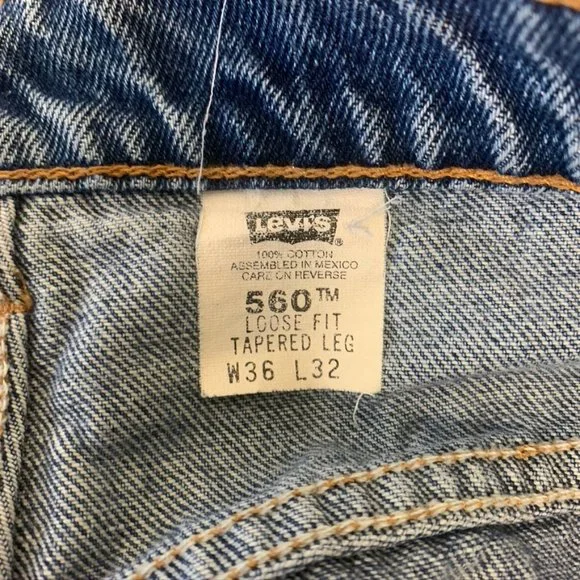 Levi's ®
100% COTTON
ASSEMBLED IN MEXICO
CARE ON REVERSE
560™
LOOSE FIT
TAPERED LEG
W36 L32